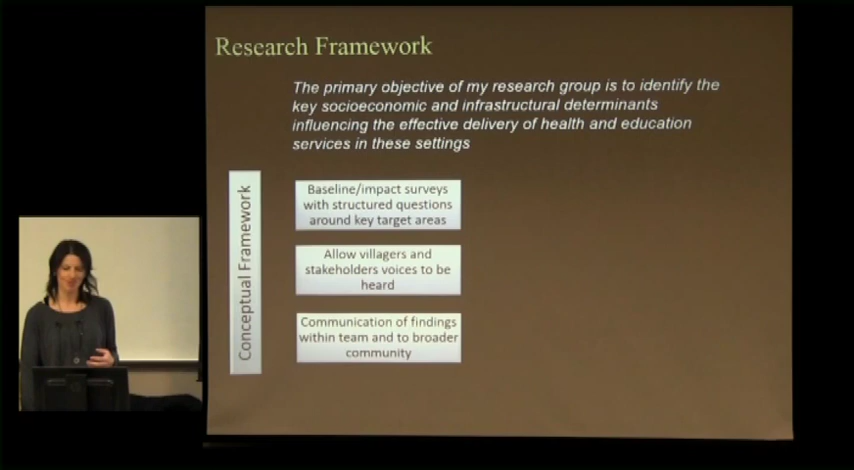 Research Framework
The primary objective of my research group is to identify the
key socioeconomic and infrastructural determinants
influencing the effective delivery of health and education
services in these settings
Conceptual Framework
Baseline/impact surveys
with structured questions
around key target areas
Allow villagers and
stakeholders voices to be
heard
Communication of findings
within team and to broader
community